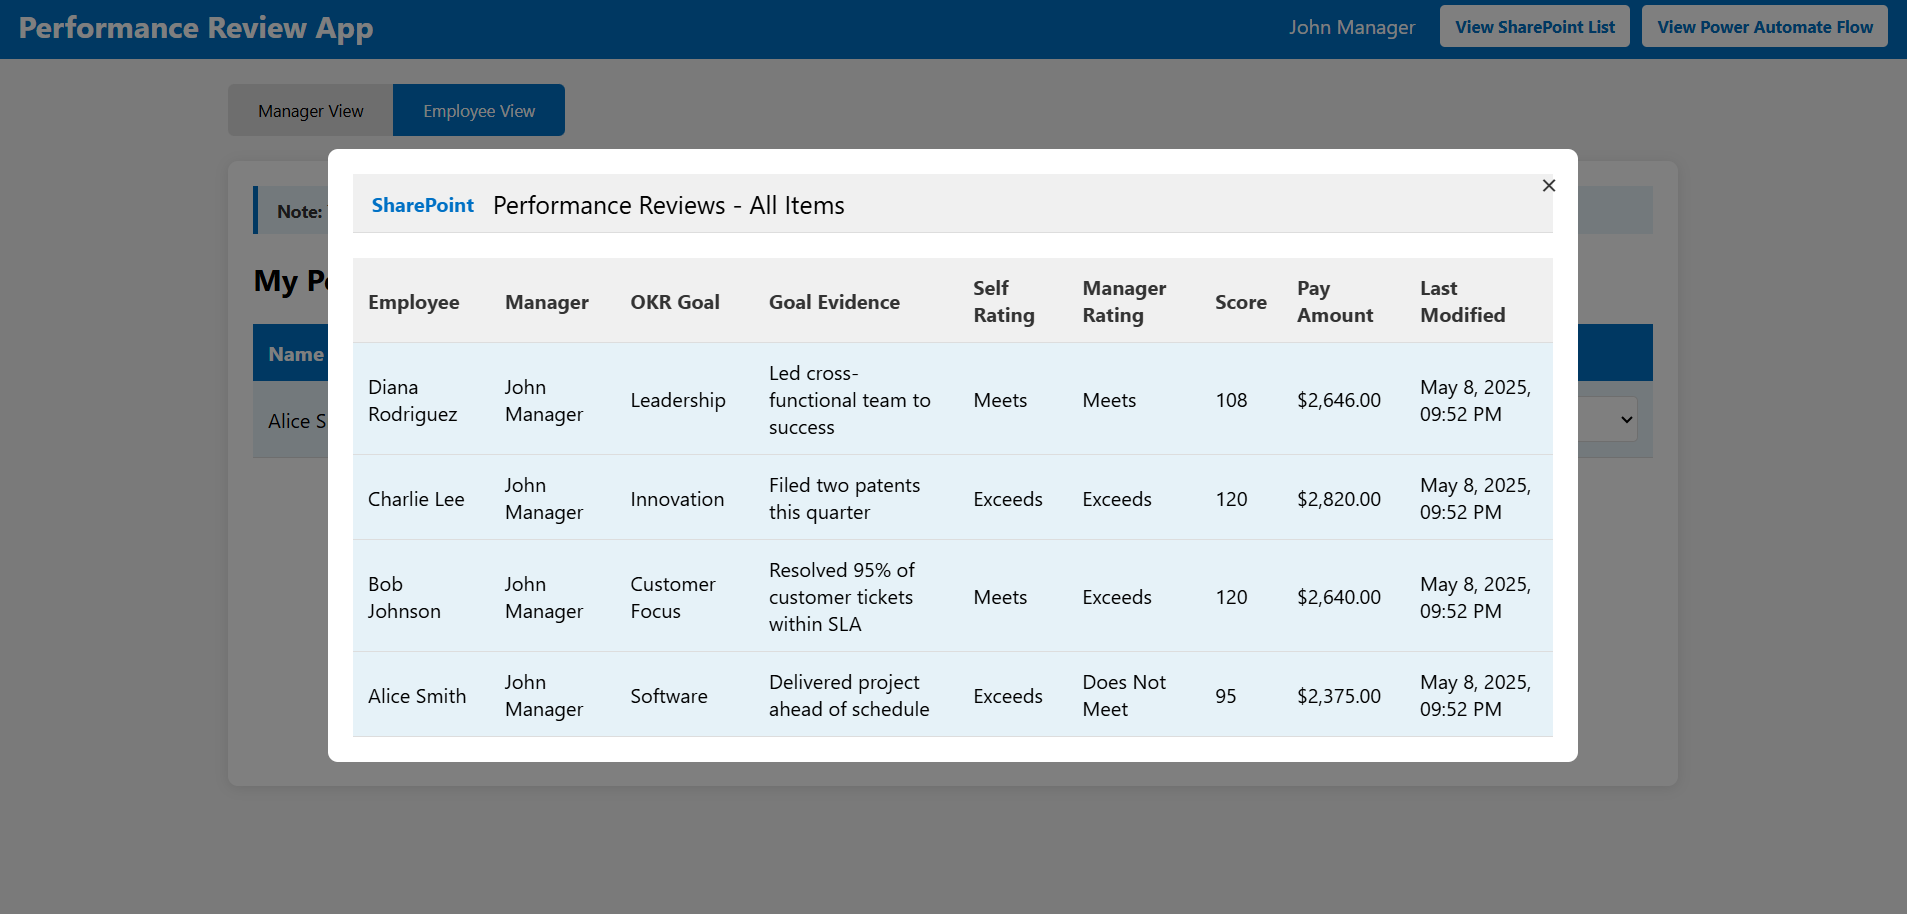 Performance Review App
John Manager
View SharePoint List
View Power Automate Flow
Manager View
Employee View
Note:
SharePoint Performance Reviews - All Items
×
My Pe
Name
Alice S
Employee
Manager
OKR Goal
Goal Evidence
Self
Rating
Manager
Rating
Score
Pay
Amount
Last
Modified
Diana
Rodriguez
John
Manager
Leadership
Led cross-
functional team to
success
Meets
Meets
108
$2,646.00
May 8, 2025,
09:52 PM
Charlie Lee
John
Manager
Innovation
Filed two patents
this quarter
Exceeds
Exceeds
120
$2,820.00
May 8, 2025,
09:52 PM
Bob
Johnson
John
Manager
Customer
Focus
Resolved 95% of
customer tickets
within SLA
Meets
Exceeds
120
$2,640.00
May 8, 2025,
09:52 PM
Alice Smith
John
Manager
Software
Delivered project
ahead of schedule
Exceeds
Does Not
Meet
95
$2,375.00
May 8, 2025,
09:52 PM